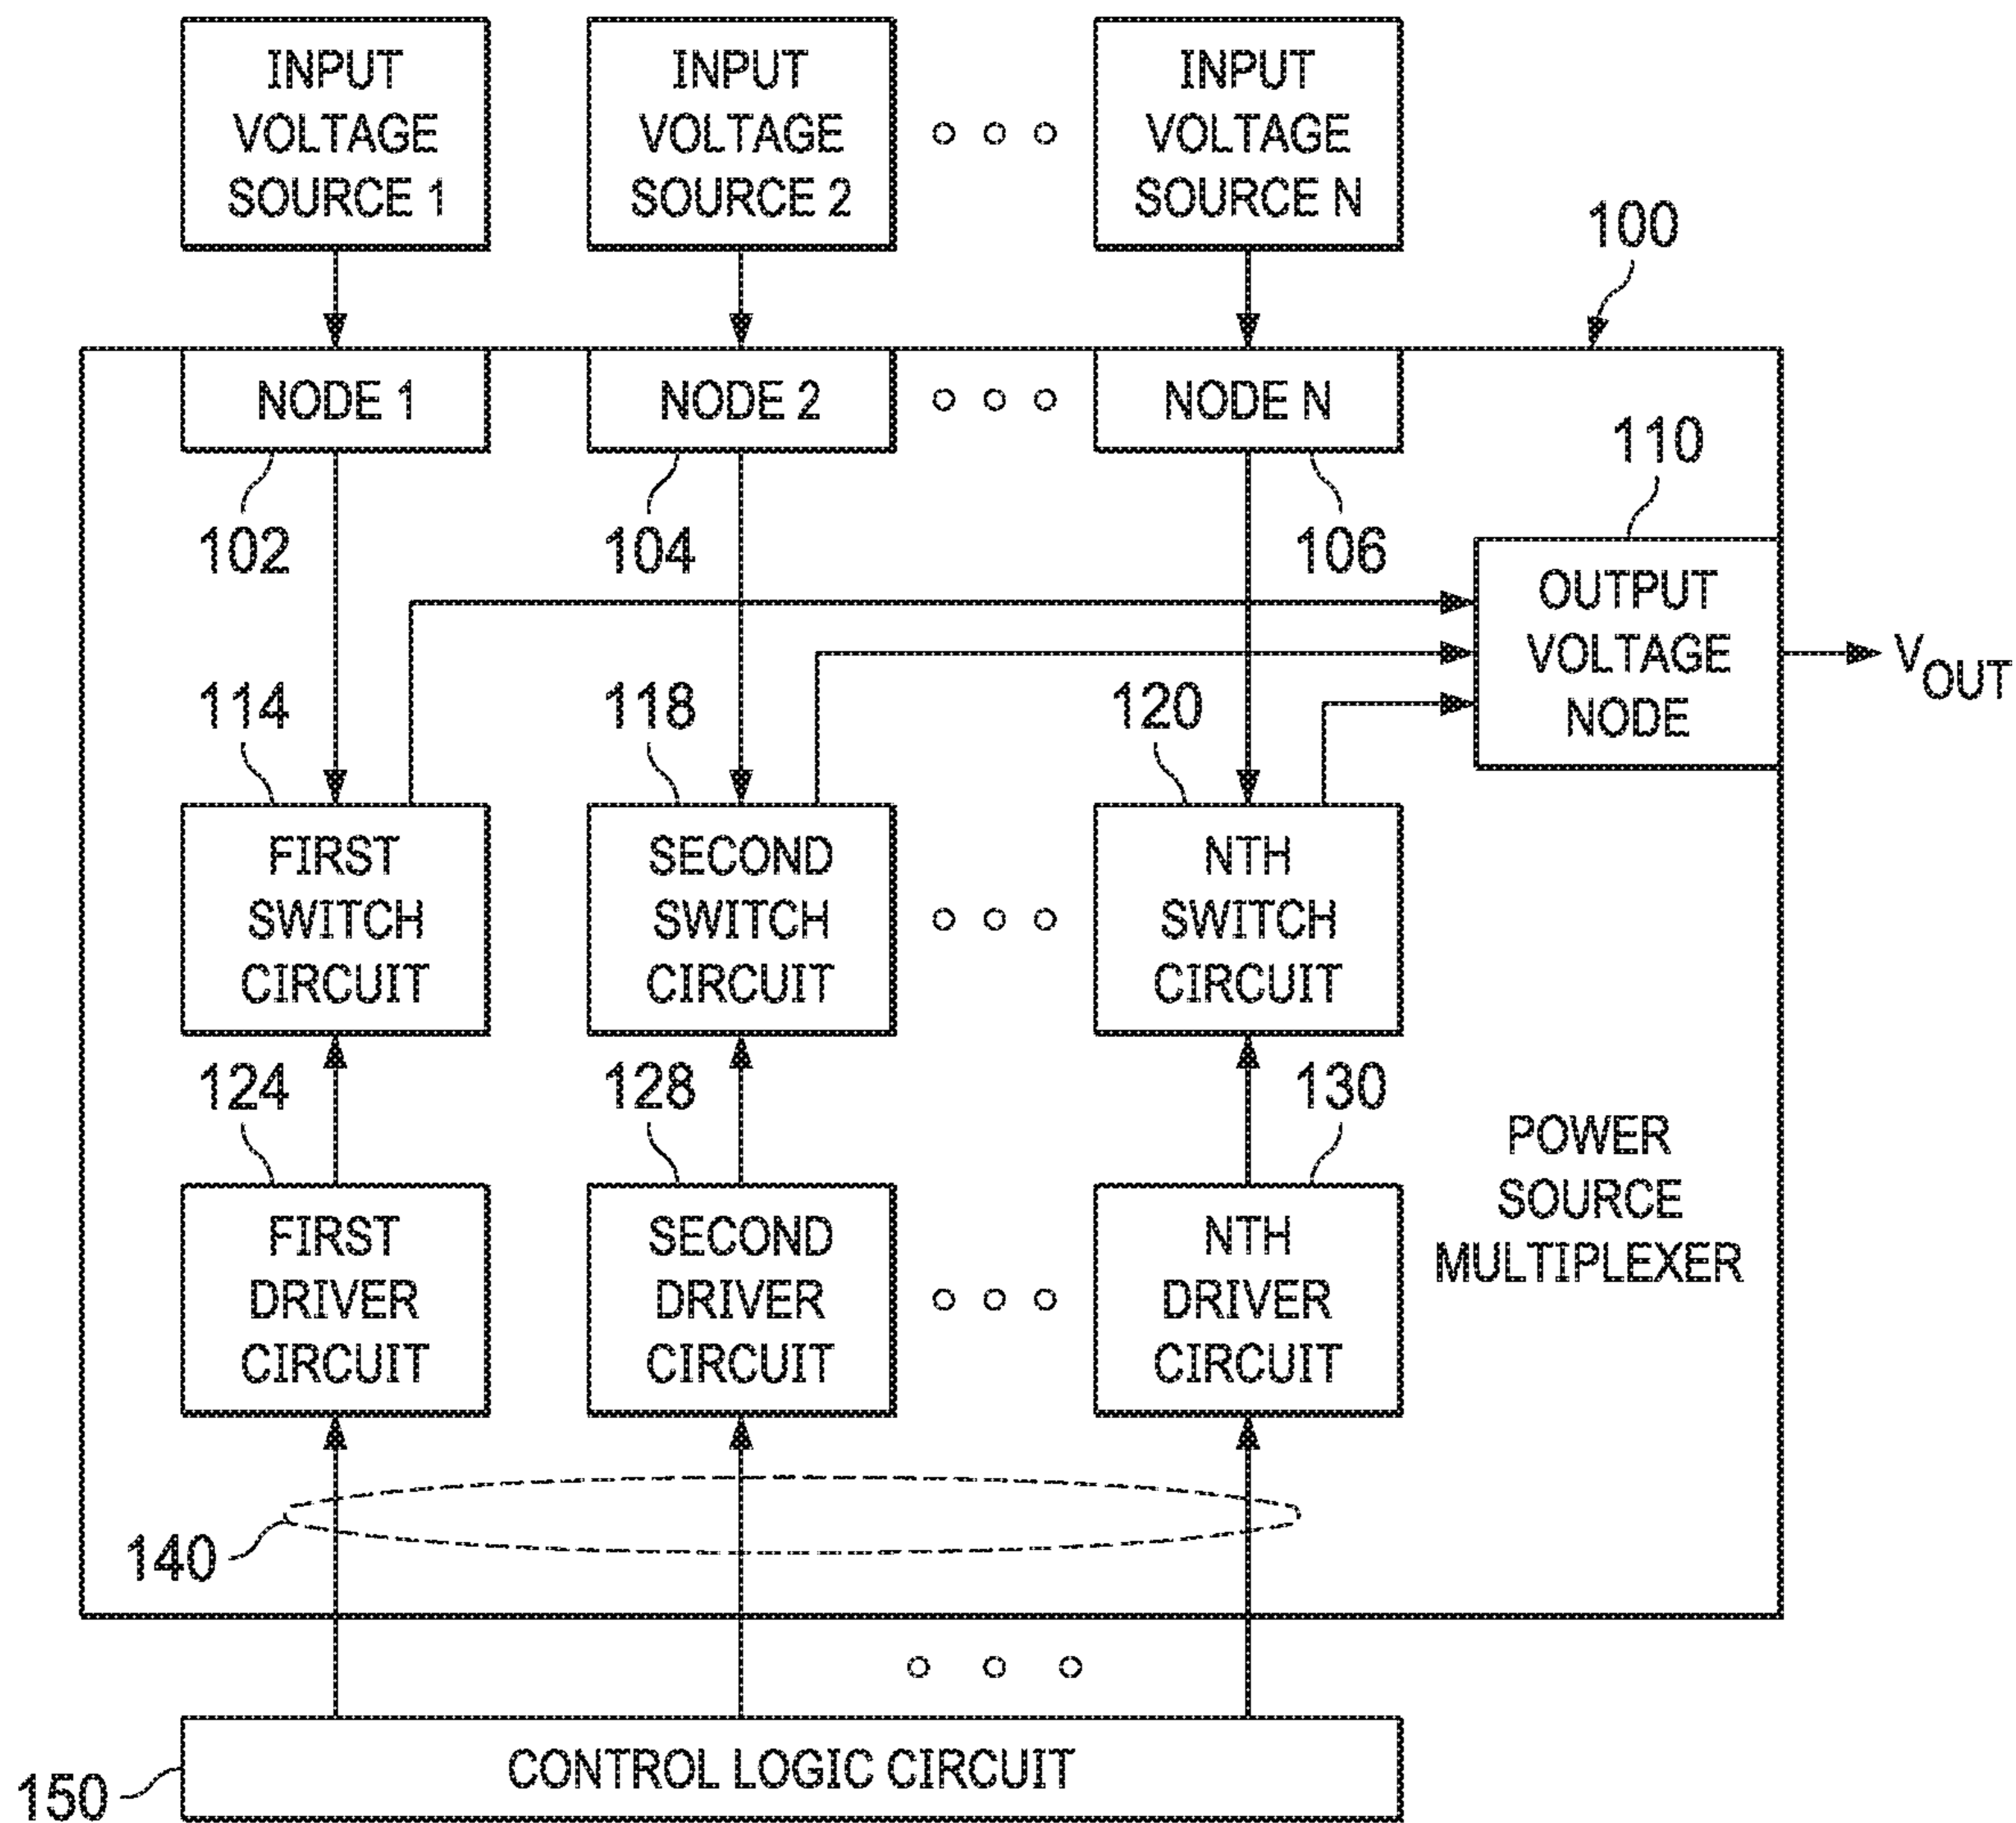 INPUT
VOLTAGE
SOURCE 1
INPUT
VOLTAGE
SOURCE 2
INPUT
VOLTAGE
SOURCE N
100
NODE 1
NODE 2
NODE N
102
104
106
110
OUTPUT
VOLTAGE
NODE
VOUT
114
118
120
FIRST
SWITCH
CIRCUIT
SECOND
SWITCH
CIRCUIT
NTH
SWITCH
CIRCUIT
124
128
130
FIRST
DRIVER
CIRCUIT
SECOND
DRIVER
CIRCUIT
NTH
DRIVER
CIRCUIT
POWER
SOURCE
MULTIPLEXER
140
150
CONTROL LOGIC CIRCUIT